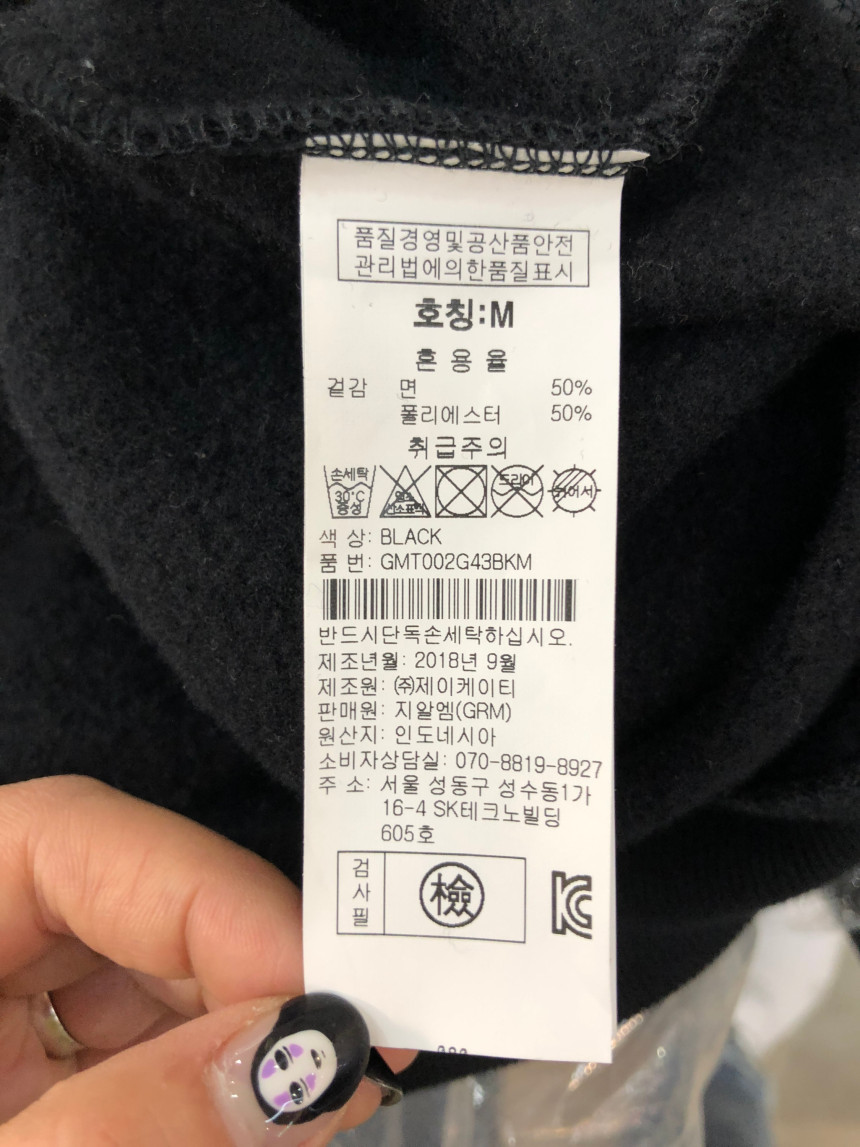 품질경영및공산품안전
관리법에의한품질표시
호칭:M
혼 용 율
겉감 면 50%
폴리에스터 50%
취급주의
손세탁
30°C
중성
염소
산소표백
드라이
색 상: BLACK
품 번: GMT002G43BKM
반드시단독손세탁하십시오.
제조년월: 2018년 9월
제조원: ㈜제이케이티
판매원: 지알엠(GRM)
원산지: 인도네시아
소비자상담실: 070-8819-8927
주 소: 서울 성동구 성수동1가
16-4 SK테크노빌딩
605호
검
사
필
檢
KC